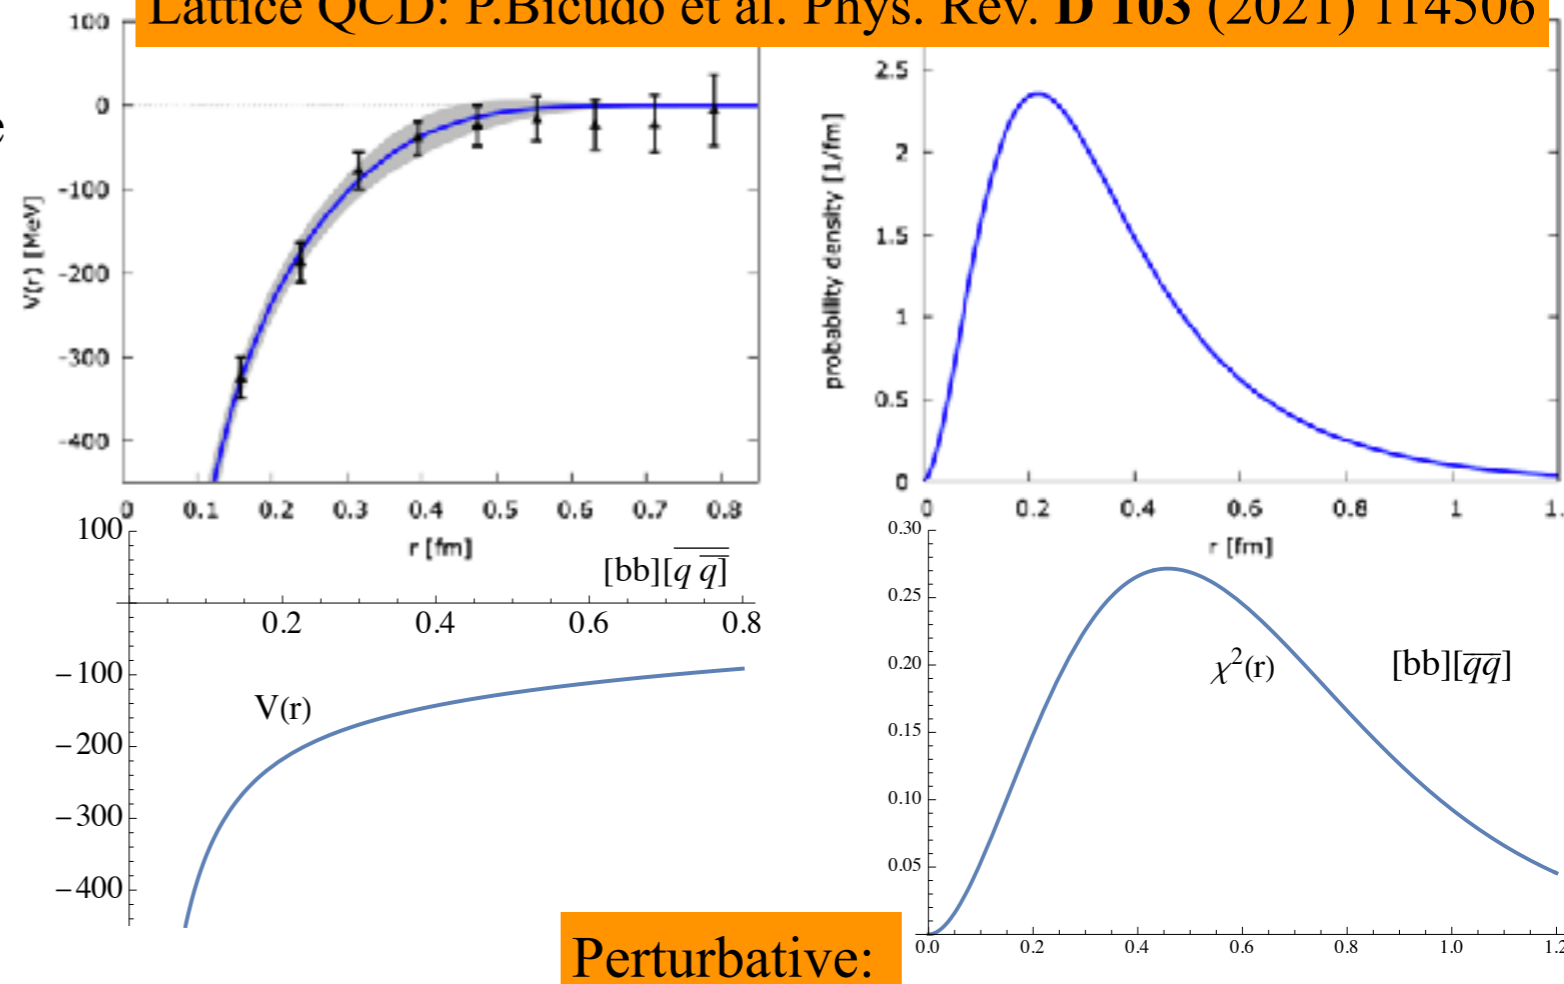 Lattice QCD: P.Bicudo et al. Phys. Rev. D 103 (2021) 114506
e
100
0
-100
-200
-300
-400
V(r) [MeV]
0 0.1 0.2 0.3 0.4 0.5 0.6 0.7 0.8
r [fm]
2.5
2
1.5
1
0.5
0
probability density [1/fm]
0 0.2 0.4 0.6 0.8 1 1.
r [fm]
100
-100
-200
-300
-400
0.2 0.4 0.6 0.8
[bb][q̅ q̅]
V(r)
0.30
0.25
0.20
0.15
0.10
0.05
0.0 0.2 0.4 0.6 0.8 1.0 1.2
χ²(r)
[bb][q̅q̅]
Perturbative: